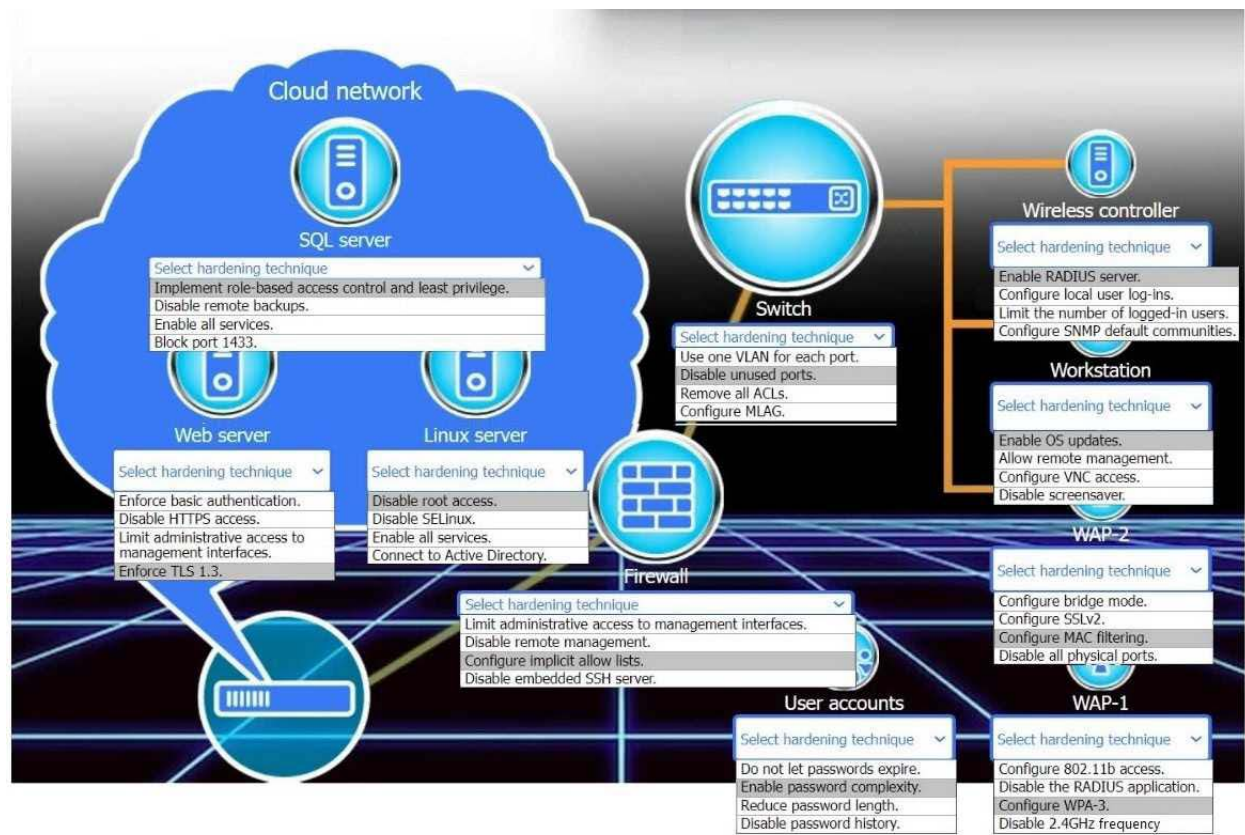 Cloud network
SQL server
Select hardening technique
Implement role-based access control and least privilege.
Disable remote backups.
Enable all services.
Block port 1433.
Web server
Select hardening technique
Enforce basic authentication.
Disable HTTPS access.
Limit administrative access to
management interfaces.
Enforce TLS 1.3.
Linux server
Select hardening technique
Disable root access.
Disable SELinux.
Enable all services.
Connect to Active Directory.
Switch
Select hardening technique
Use one VLAN for each port.
Disable unused ports.
Remove all ACLs.
Configure MLAG.
Firewall
Select hardening technique
Limit administrative access to management interfaces.
Disable remote management.
Configure implicit allow lists.
Disable embedded SSH server.
User accounts
Select hardening technique
Do not let passwords expire.
Enable password complexity.
Reduce password length.
Disable password history.
Wireless controller
Select hardening technique
Enable RADIUS server.
Configure local user log-ins.
Limit the number of logged-in users.
Configure SNMP default communities.
Workstation
Select hardening technique
Enable OS updates.
Allow remote management.
Configure VNC access.
Disable screensaver.
WAP-2
Select hardening technique
Configure bridge mode.
Configure SSLv2.
Configure MAC filtering.
Disable all physical ports.
WAP-1
Select hardening technique
Configure 802.11b access.
Disable the RADIUS application.
Configure WPA-3.
Disable 2.4GHz frequency